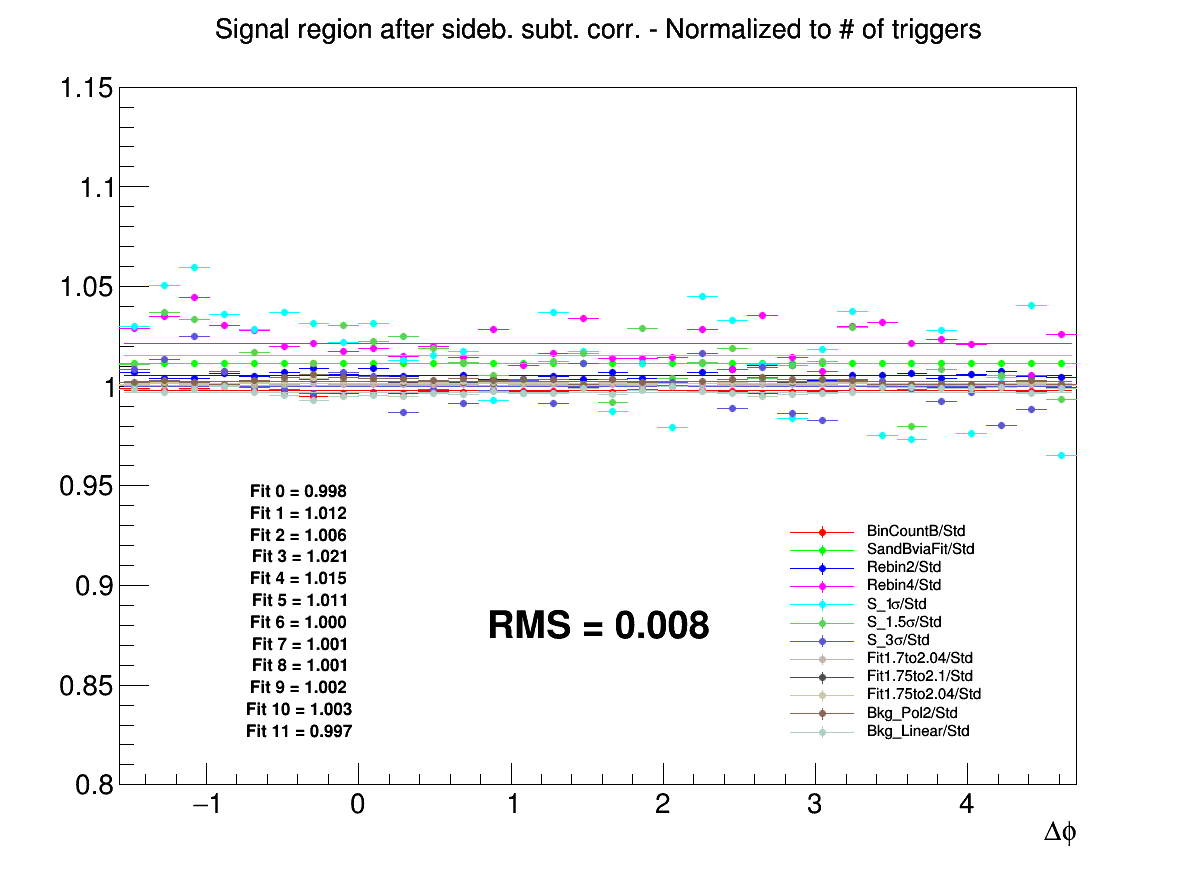 Signal region after sideb. subt. corr. - Normalized to # of triggers
1.15
1.1
1.05
1
0.95
0.9
0.85
0.8
Fit 0 = 0.998
Fit 1 = 1.012
Fit 2 = 1.006
Fit 3 = 1.021
Fit 4 = 1.015
Fit 5 = 1.011
Fit 6 = 1.000
Fit 7 = 1.001
Fit 8 = 1.001
Fit 9 = 1.002
Fit 10 = 1.003
Fit 11 = 0.997
RMS = 0.008
BinCountB/Std
SandBviaFit/Std
Rebin2/Std
Rebin4/Std
S_1σ/Std
S_1.5σ/Std
S_3σ/Std
Fit1.7to2.04/Std
Fit1.75to2.1/Std
Fit1.75to2.04/Std
Bkg_Pol2/Std
Bkg_Linear/Std
−1 0 1 2 3 4
Δϕ